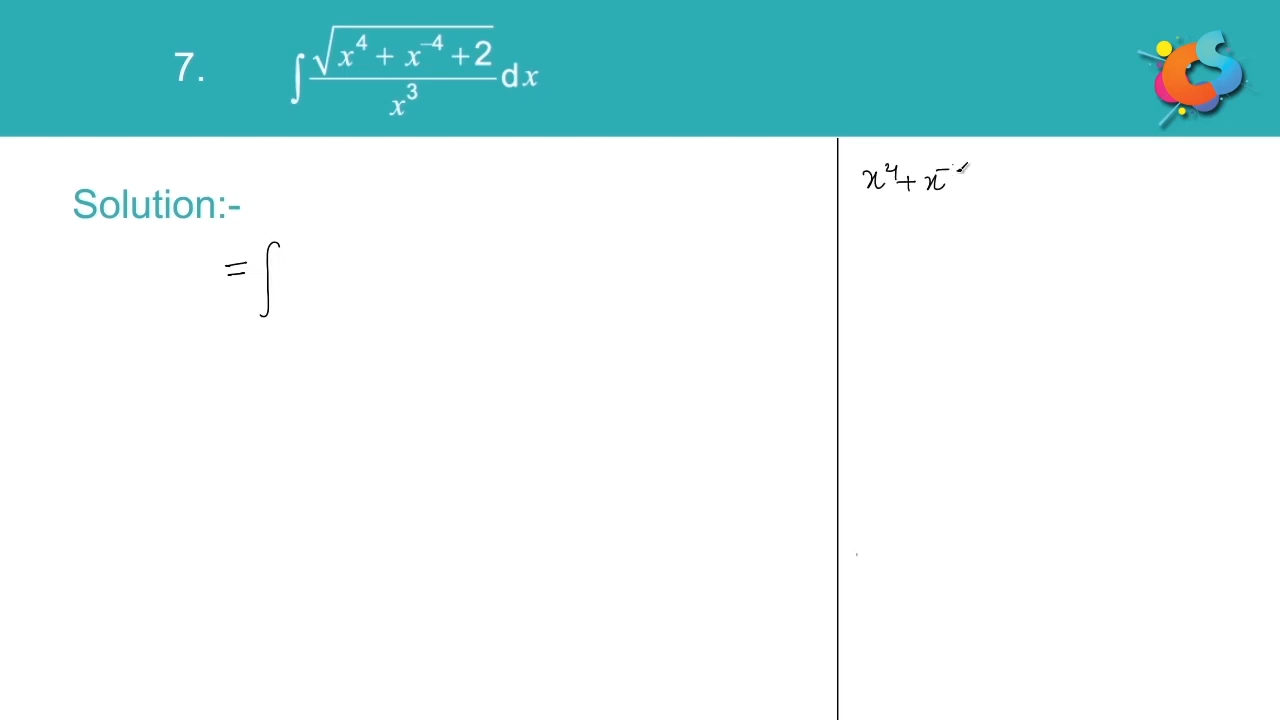 7. ∫ √(x⁴ + x⁻⁴ + 2) / x³ dx
Solution:-
= ∫
x⁴ + x⁻